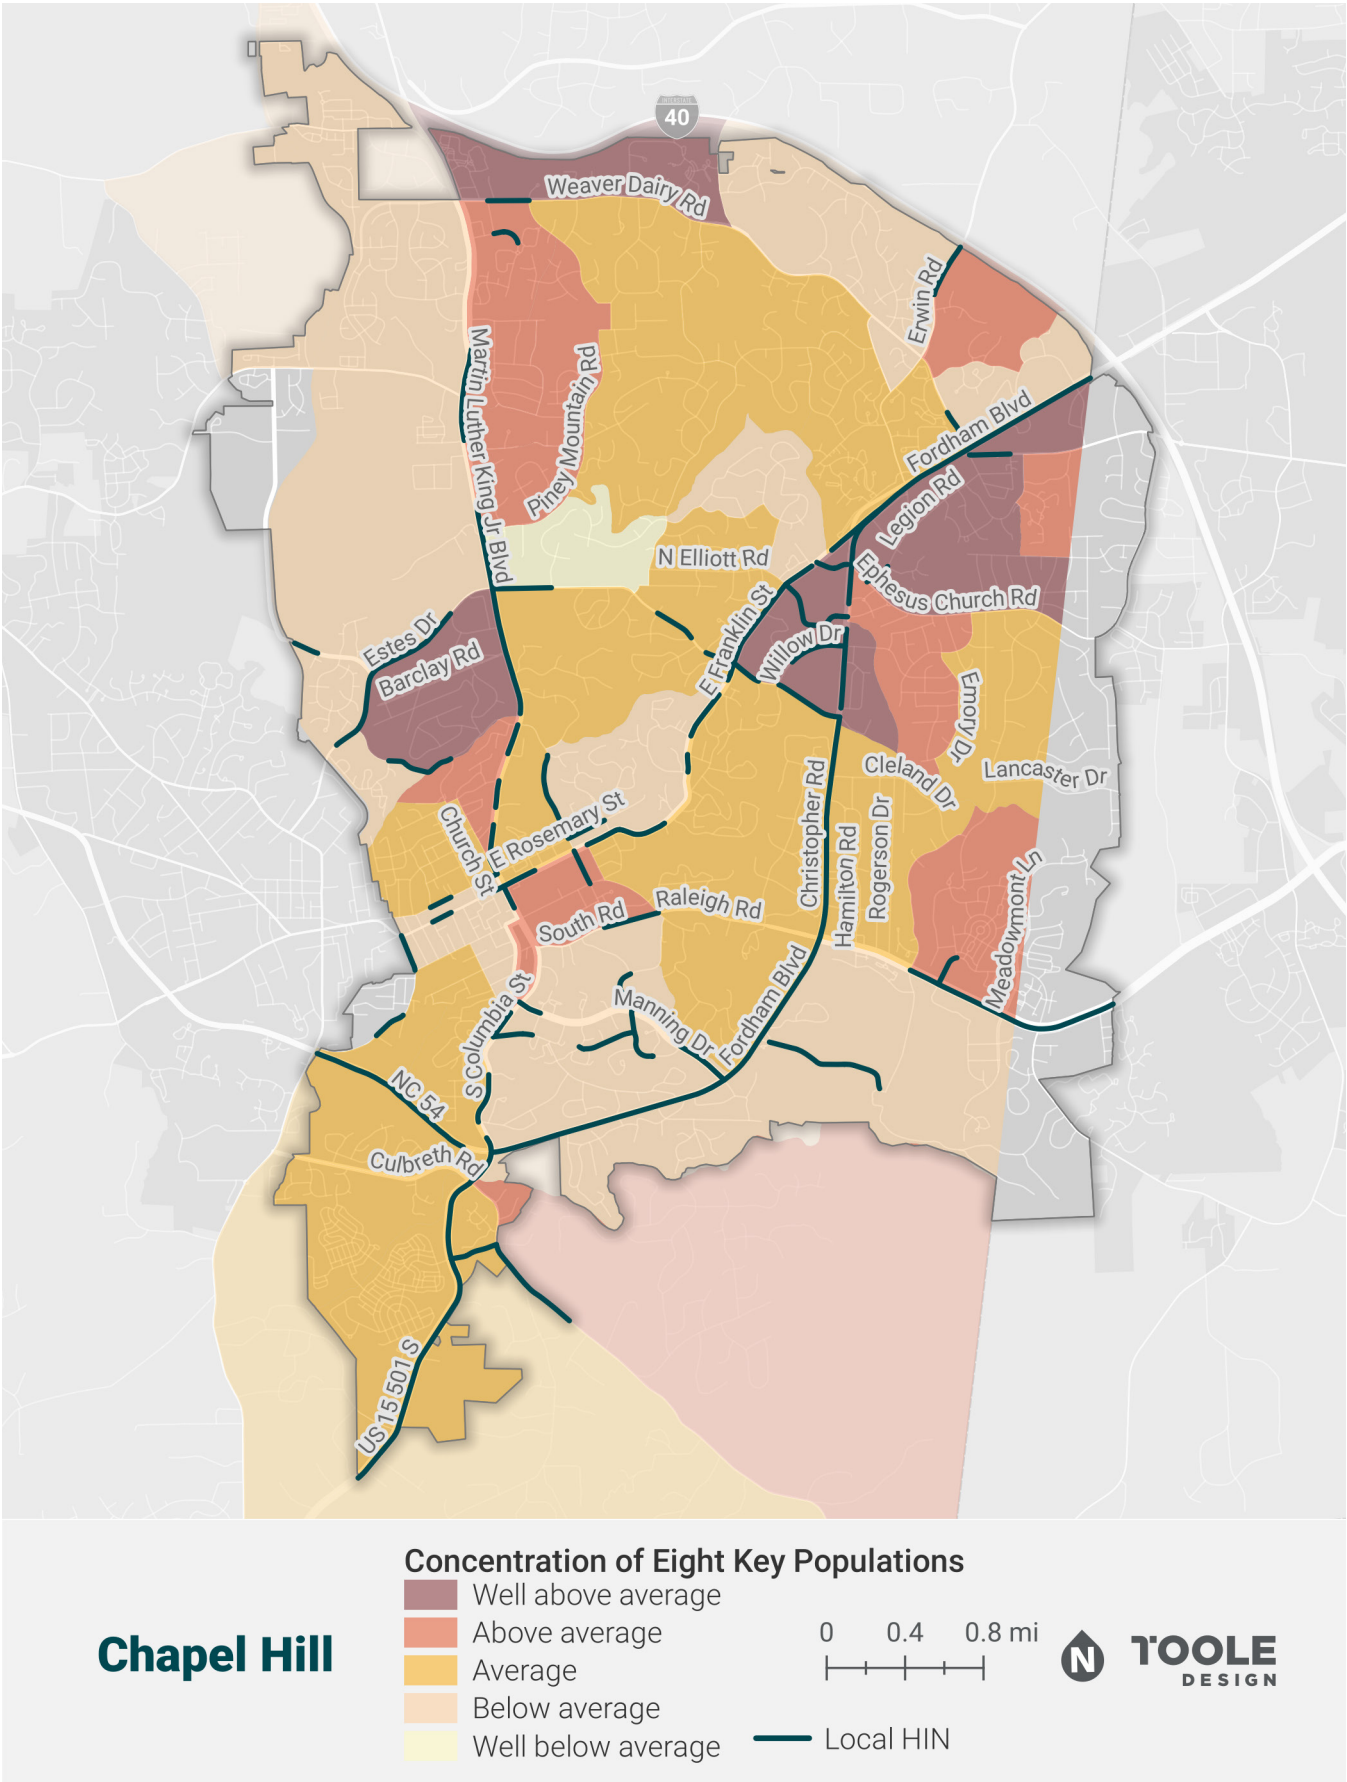 INTERSTATE
40
Weaver Dairy Rd
Erwin Rd
Martin Luther King Jr Blvd
Piney Mountain Rd
Fordham Blvd
Legion Rd
N Elliott Rd
Ephesus Church Rd
E Franklin St
Willow Dr
Estes Dr
Barclay Rd
Emory Dr
Cleland Dr
Lancaster Dr
Church St
E Rosemary St
Christopher Rd
Hamilton Rd
Rogerson Dr
Meadowmont Ln
Raleigh Rd
South Rd
S Columbia St
Manning Dr
Fordham Blvd
NC 54
Culbreth Rd
US 15 501 S
Concentration of Eight Key Populations
Well above average
Above average
Average
Below average
Well below average
Chapel Hill
0 0.4 0.8 mi
Local HIN
N
TOOLE
DESIGN